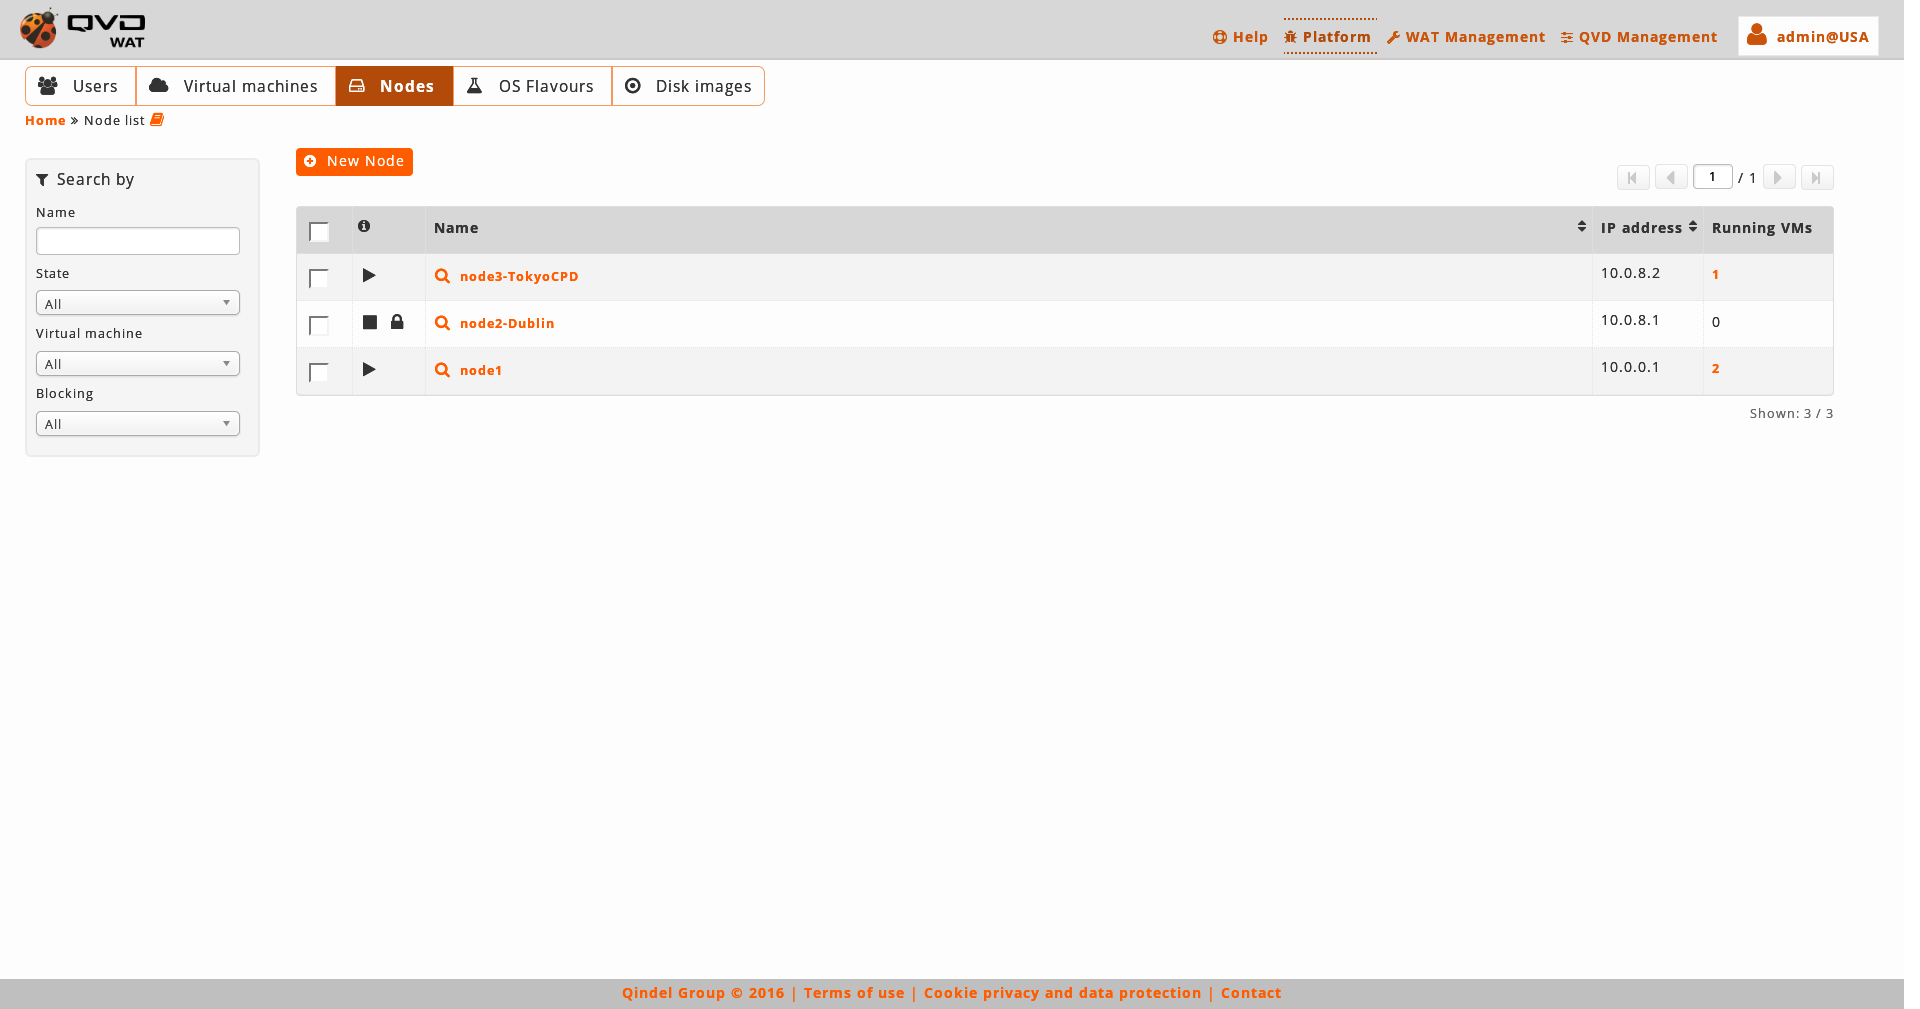 QVD
WAT
Help Platform WAT Management QVD Management admin@USA
Users Virtual machines Nodes OS Flavours Disk images
Home » Node list
Search by
Name
State
All
Virtual machine
All
Blocking
All
New Node
1 / 1
Name IP address Running VMs
node3-TokyoCPD 10.0.8.2 1
node2-Dublin 10.0.8.1 0
node1 10.0.0.1 2
Shown: 3 / 3
Qindel Group © 2016 | Terms of use | Cookie privacy and data protection | Contact